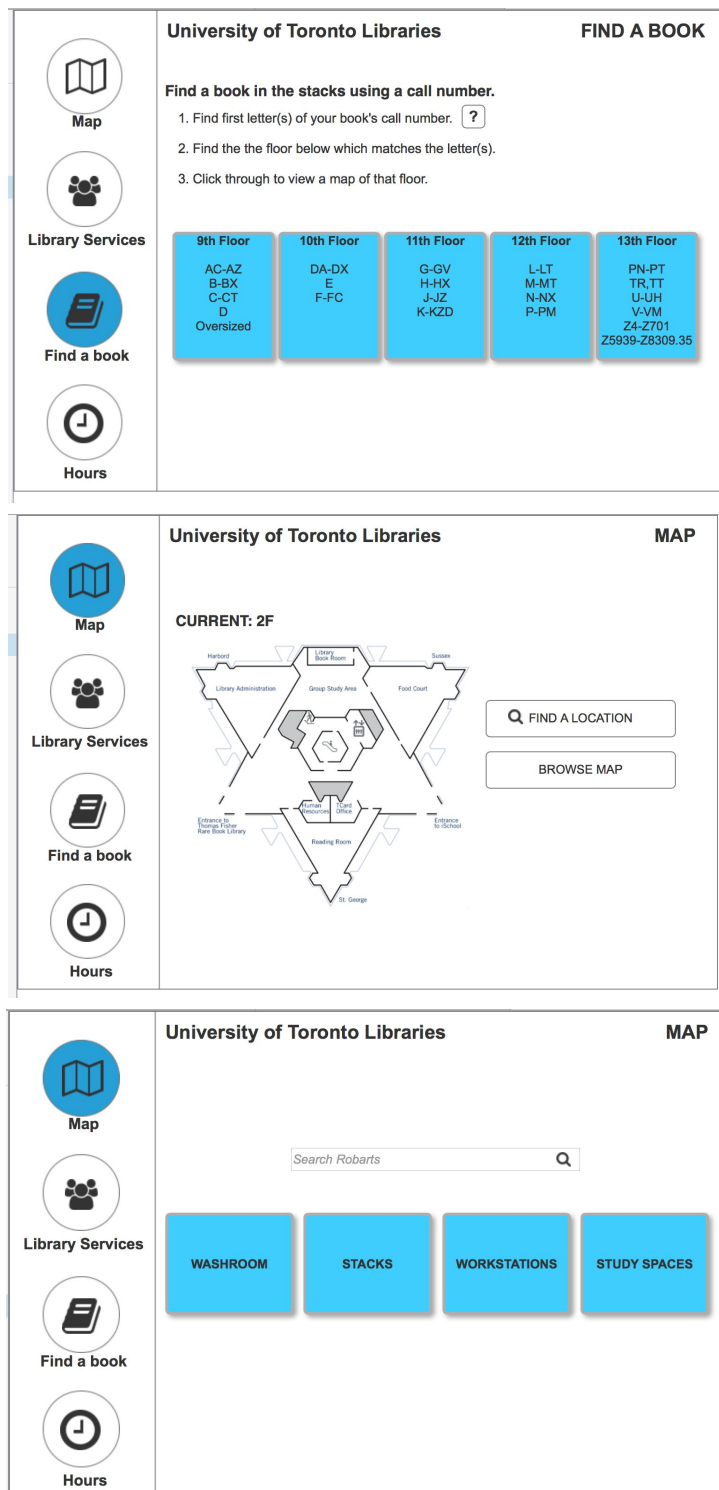 University of Toronto Libraries
FIND A BOOK
Map
Library Services
Find a book
Hours
Find a book in the stacks using a call number.
1. Find first letter(s) of your book's call number. ?
2. Find the the floor below which matches the letter(s).
3. Click through to view a map of that floor.
9th Floor
AC-AZ
B-BX
C-CT
D
Oversized
10th Floor
DA-DX
E
F-FC
11th Floor
G-GV
H-HX
J-JZ
K-KZD
12th Floor
L-LT
M-MT
N-NX
P-PM
13th Floor
PN-PT
TR,TT
U-UH
V-VM
Z4-Z701
Z5939-Z8309.35
University of Toronto Libraries
MAP
Map
Library Services
Find a book
Hours
CURRENT: 2F
Harbord
Library
Book Room
Sussex
Library Administration
Group Study Area
Food Court
Human
Resources
TCard
Office
Entrance to
Thomas Fisher
Rare Book Library
Entrance
to iSchool
Reading Room
St. George
FIND A LOCATION
BROWSE MAP
University of Toronto Libraries
MAP
Map
Library Services
Find a book
Hours
Search Robarts
WASHROOM
STACKS
WORKSTATIONS
STUDY SPACES